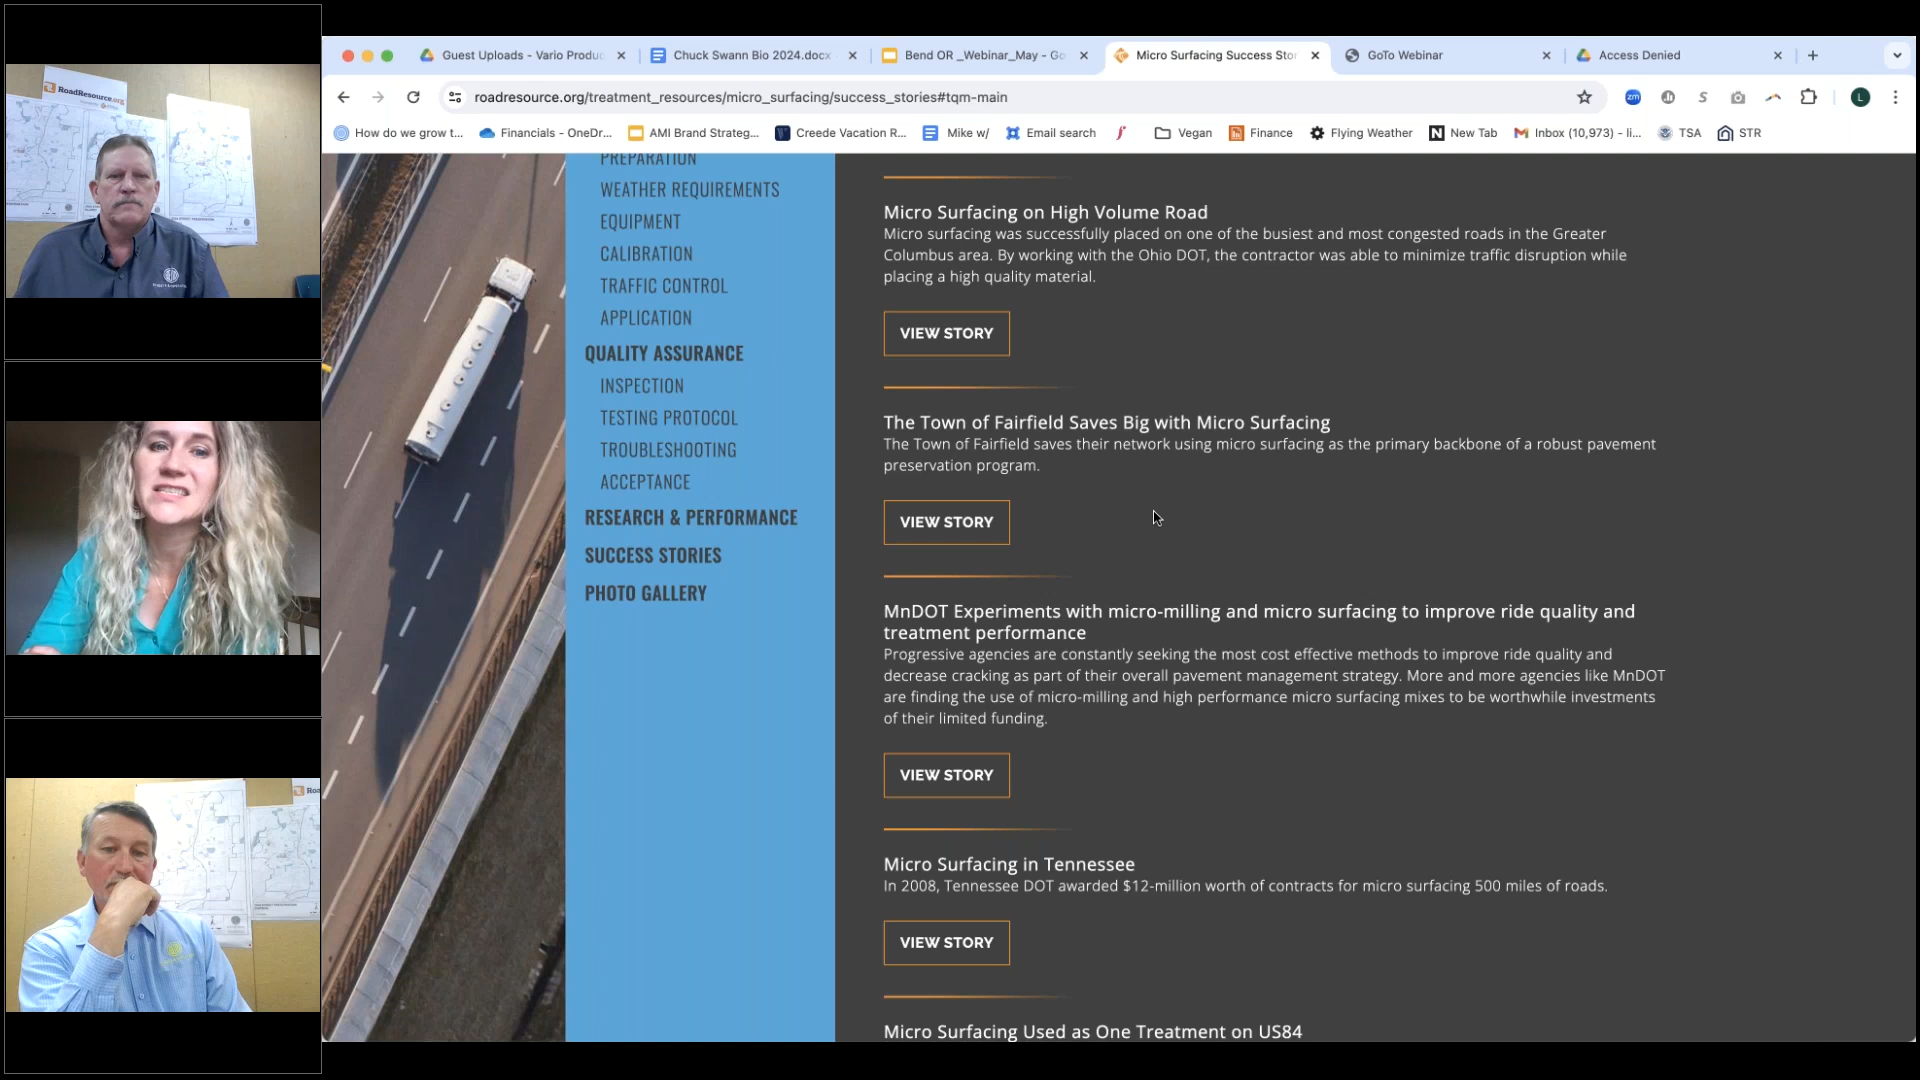 RoadResource.org
Guest Uploads - Vario Produc
Chuck Swann Bio 2024.docx
Bend OR _Webinar_May - Go
Micro Surfacing Success Stor
GoTo Webinar
Access Denied
roadresource.org/treatment_resources/micro_surfacing/success_stories#tqm-main
L
How do we grow t...
Financials - OneDr...
AMI Brand Strateg...
Creede Vacation R...
Mike w/
Email search
Vegan
Finance
Flying Weather
New Tab
Inbox (10,973) - li...
TSA
STR
PREPARATION
WEATHER REQUIREMENTS
EQUIPMENT
CALIBRATION
TRAFFIC CONTROL
APPLICATION
QUALITY ASSURANCE
INSPECTION
TESTING PROTOCOL
TROUBLESHOOTING
ACCEPTANCE
RESEARCH & PERFORMANCE
SUCCESS STORIES
PHOTO GALLERY
Micro Surfacing on High Volume Road
Micro surfacing was successfully placed on one of the busiest and most congested roads in the Greater
Columbus area. By working with the Ohio DOT, the contractor was able to minimize traffic disruption while
placing a high quality material.
VIEW STORY
The Town of Fairfield Saves Big with Micro Surfacing
The Town of Fairfield saves their network using micro surfacing as the primary backbone of a robust pavement
preservation program.
VIEW STORY
MnDOT Experiments with micro-milling and micro surfacing to improve ride quality and
treatment performance
Progressive agencies are constantly seeking the most cost effective methods to improve ride quality and
decrease cracking as part of their overall pavement management strategy. More and more agencies like MnDOT
are finding the use of micro-milling and high performance micro surfacing mixes to be worthwhile investments
of their limited funding.
VIEW STORY
Micro Surfacing in Tennessee
In 2008, Tennessee DOT awarded $12-million worth of contracts for micro surfacing 500 miles of roads.
VIEW STORY
Micro Surfacing Used as One Treatment on US84